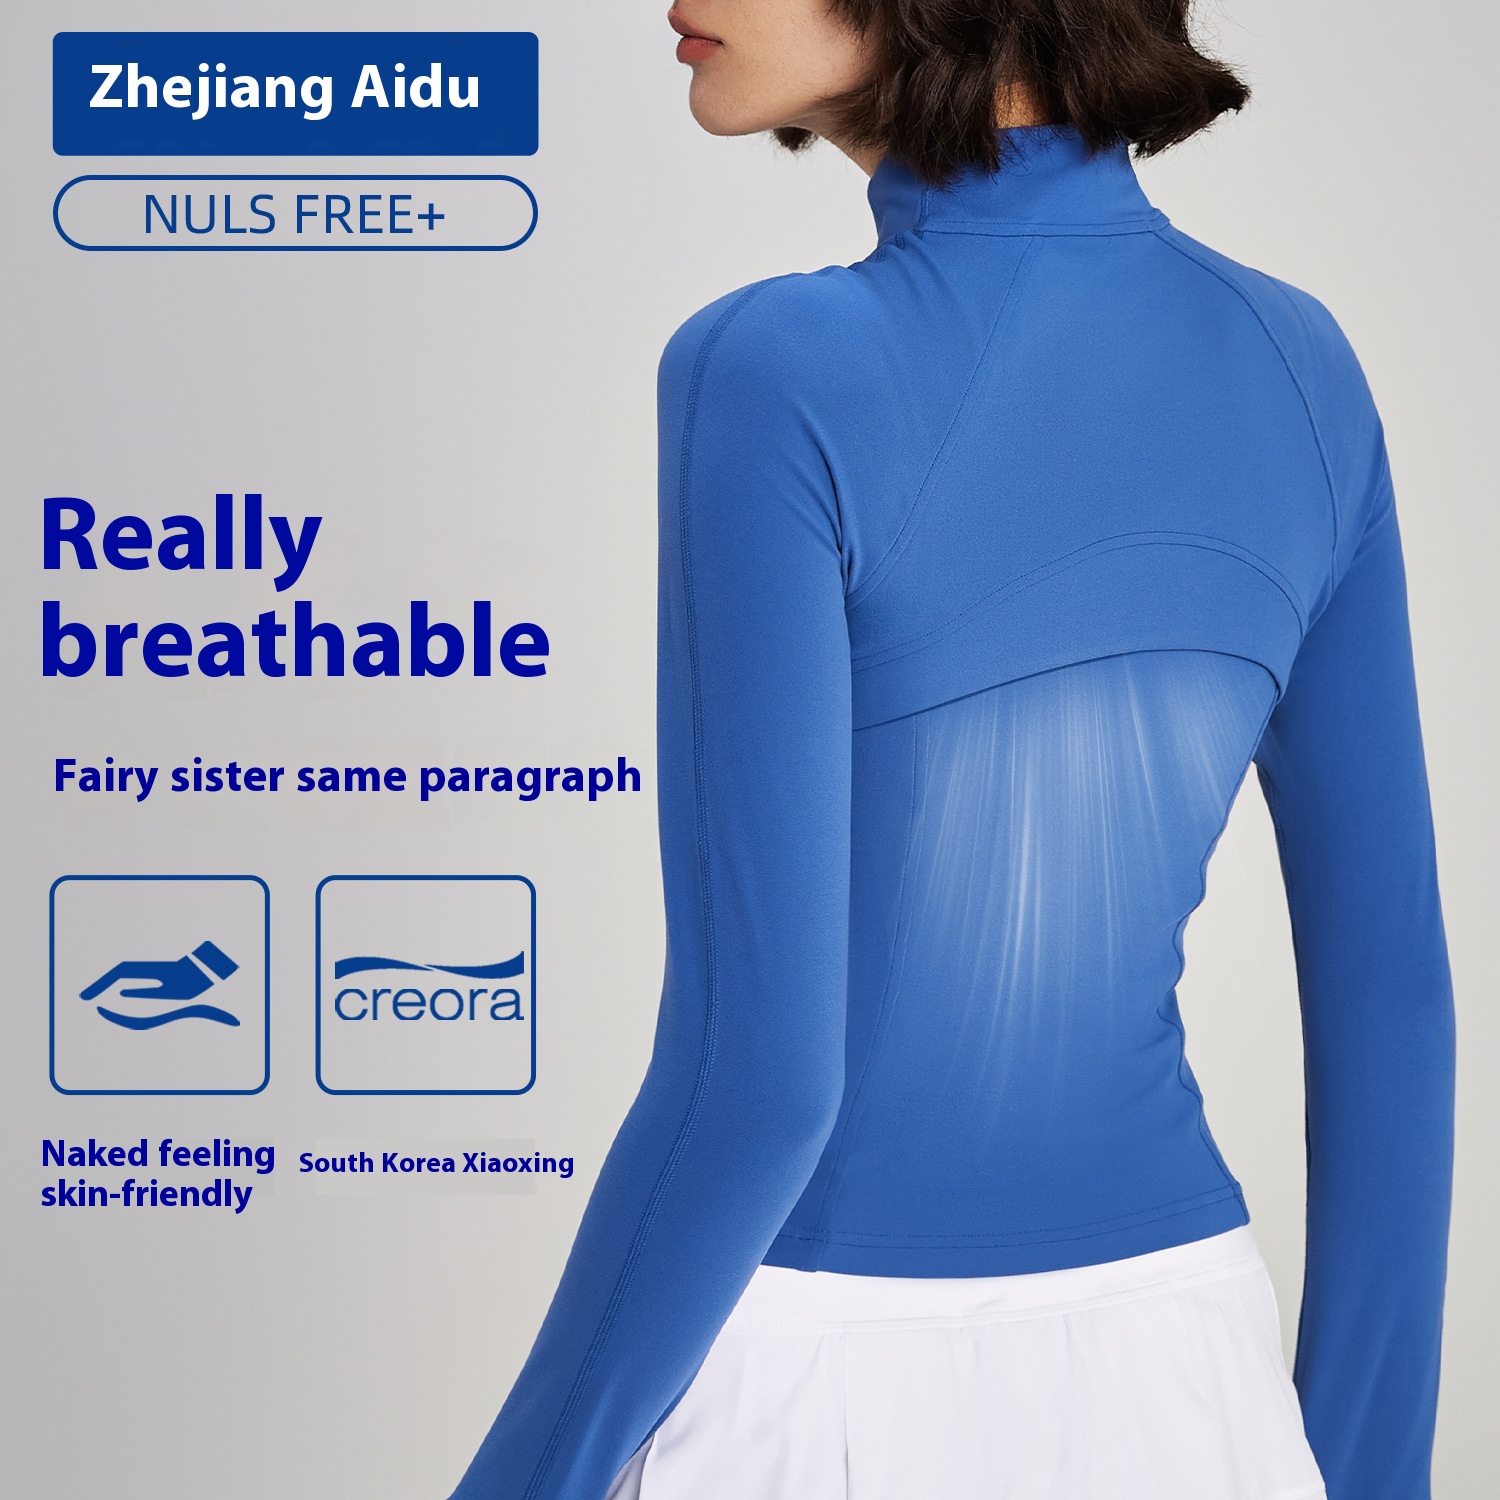 Zhejiang Aidu
NULS FREE+
Really
breathable
Fairy sister same paragraph
creora
Naked feeling
skin-friendly
South Korea Xiaoxing